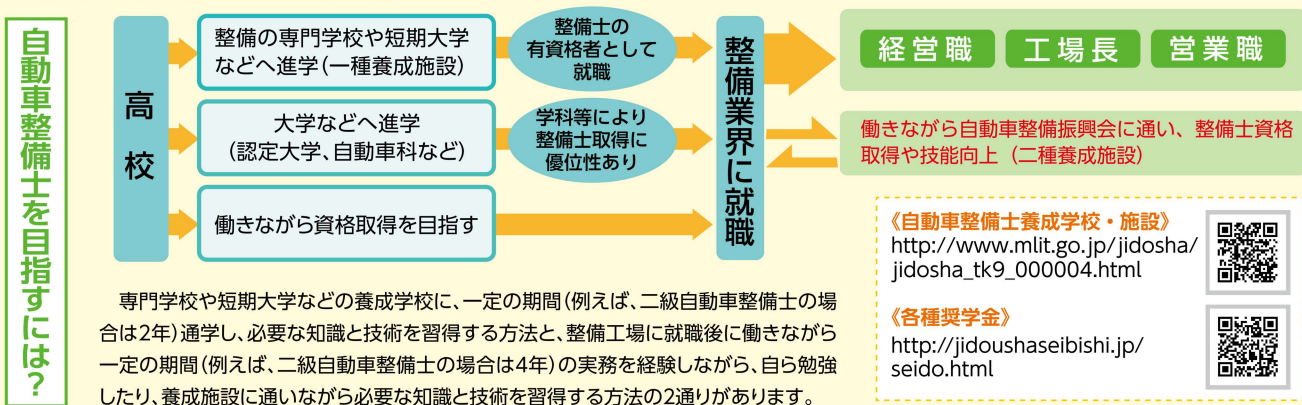 自動車整備士を目指すには？
高校
整備の専門学校や短期大学
などへ進学(一種養成施設)
大学などへ進学
(認定大学、自動車科など)
働きながら資格取得を目指す
整備士の
有資格者として
就職
学科等により
整備士取得に
優位性あり
整備業界に就職
経営職
工場長
営業職
働きながら自動車整備振興会に通い、整備士資格
取得や技能向上（二種養成施設）
専門学校や短期大学などの養成学校に、一定の期間(例えば、二級自動車整備士の場
合は2年)通学し、必要な知識と技術を習得する方法と、整備工場に就職後に働きながら
一定の期間(例えば、二級自動車整備士の場合は4年)の実務を経験しながら、自ら勉強
したり、養成施設に通いながら必要な知識と技術を習得する方法の2通りがあります。
《自動車整備士養成学校・施設》
http://www.mlit.go.jp/jidosha/
jidosha_tk9_000004.html
《各種奨学金》
http://jidoushaseibishi.jp/
seido.html